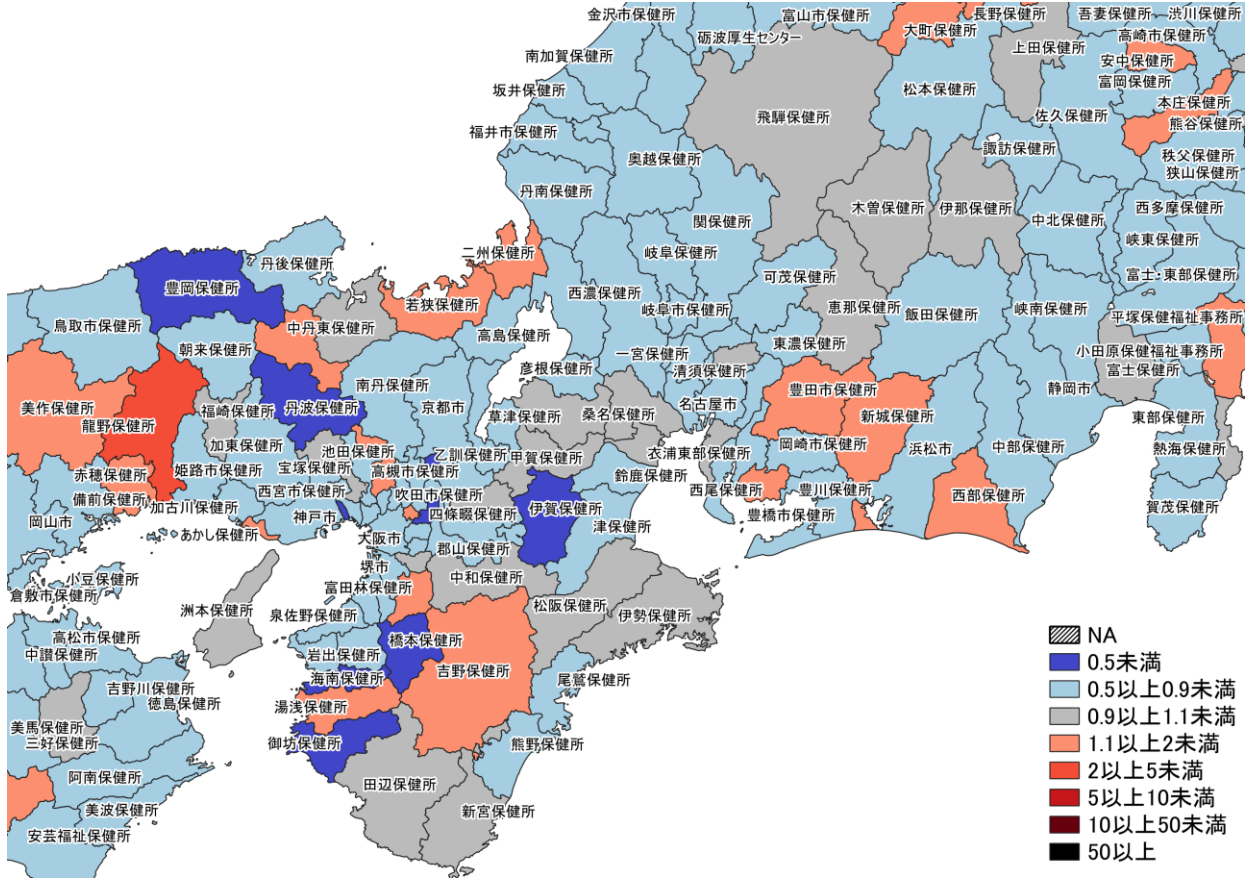 金沢市保健所
富山市保健所
長野保健所
吾妻保健所
渋川保健所
砺波厚生センター
大町保健所
高崎市保健所
南加賀保健所
上田保健所
安中保健所
富岡保健所
坂井保健所
松本保健所
本庄保健所
飛騨保健所
佐久保健所
熊谷保健所
福井市保健所
諏訪保健所
奥越保健所
秩父保健所
狭山保健所
丹南保健所
木曽保健所
伊那保健所
西多摩保健所
関保健所
中北保健所
峡東保健所
二州保健所
岐阜保健所
丹後保健所
可茂保健所
富士・東部保健所
豊岡保健所
西濃保健所
若狭保健所
恵那保健所
岐阜市保健所
飯田保健所
峡南保健所
平塚保健福祉事務所
鳥取市保健所
中丹東保健所
高島保健所
東濃保健所
朝来保健所
一宮保健所
小田原保健福祉事務所
彦根保健所
清須保健所
富士保健所
南丹保健所
豊田市保健所
静岡市
美作保健所
福崎保健所
丹波保健所
京都市
草津保健所
桑名保健所
名古屋市
新城保健所
東部保健所
龍野保健所
加東保健所
池田保健所
乙訓保健所
甲賀保健所
衣浦東部保健所
岡崎市保健所
浜松市
中部保健所
熱海保健所
赤穂保健所
姫路市保健所
宝塚保健所
高槻市保健所
鈴鹿保健所
備前保健所
西宮市保健所
吹田市保健所
西尾保健所
豊川保健所
西部保健所
賀茂保健所
加古川保健所
神戸市
四條畷保健所
伊賀保健所
豊橋市保健所
岡山市
あかし保健所
大阪市
郡山保健所
津保健所
堺市
中和保健所
小豆保健所
富田林保健所
倉敷市保健所
洲本保健所
松阪保健所
泉佐野保健所
伊勢保健所
高松市保健所
橋本保健所
中讃保健所
岩出保健所
吉野保健所
海南保健所
尾鷲保健所
吉野川保健所
徳島保健所
湯浅保健所
美馬保健所
三好保健所
御坊保健所
熊野保健所
阿南保健所
田辺保健所
美波保健所
新宮保健所
安芸福祉保健所
NA
0.5未満
0.5以上0.9未満
0.9以上1.1未満
1.1以上2未満
2以上5未満
5以上10未満
10以上50未満
50以上